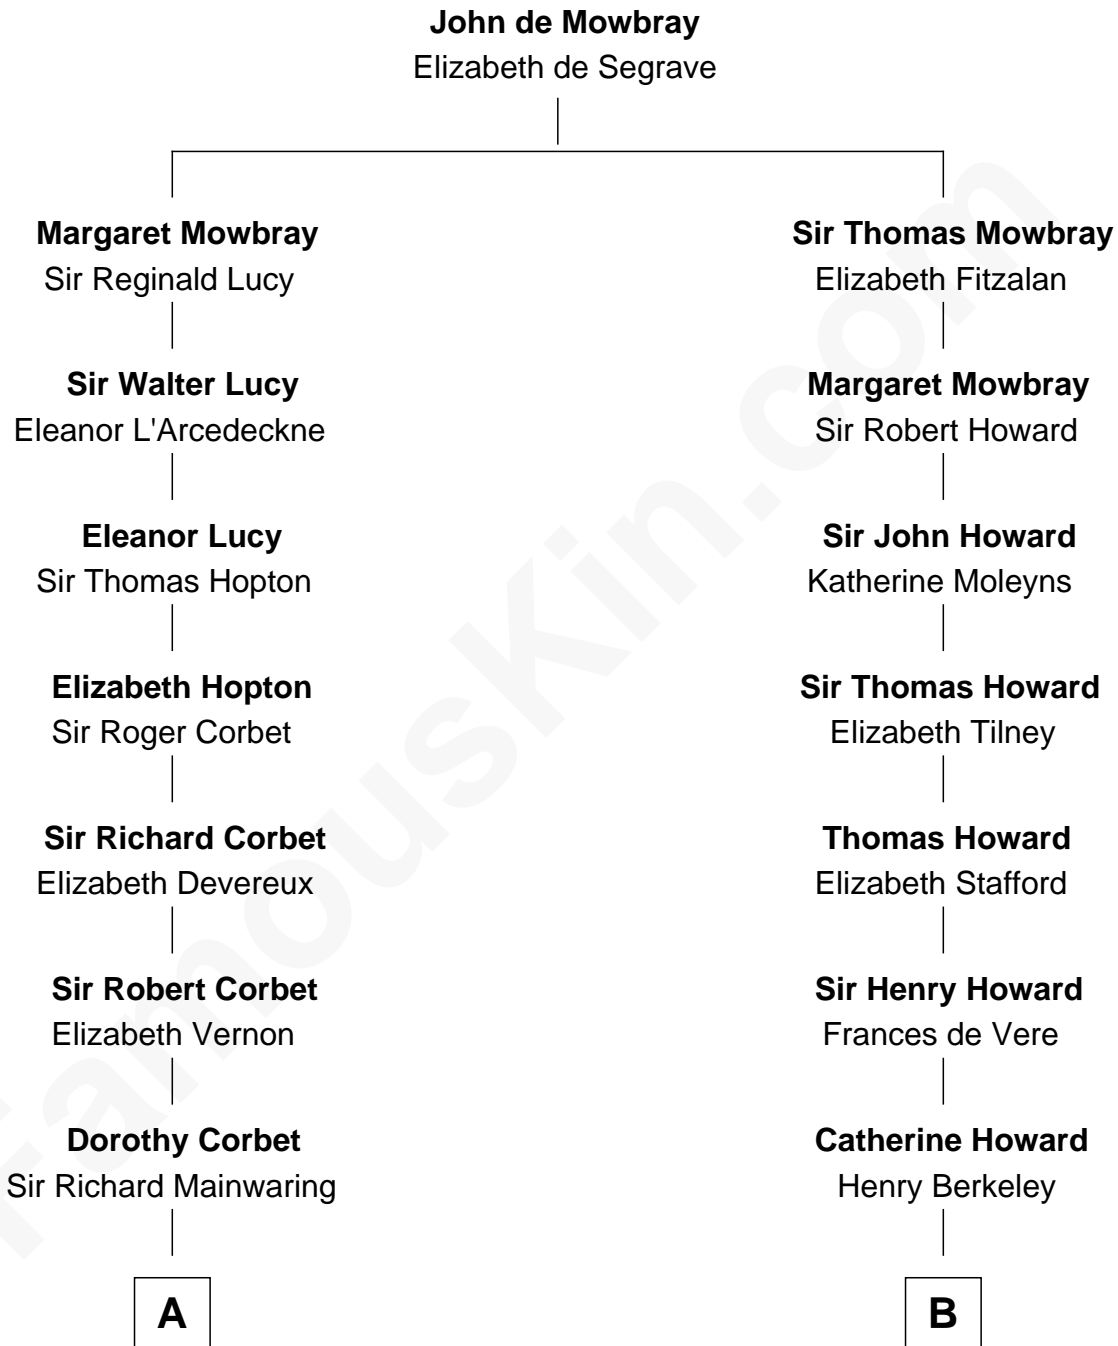 John de Mowbray
Elizabeth de Segrave
Margaret Mowbray
Sir Reginald Lucy
Sir Thomas Mowbray
Elizabeth Fitzalan
Sir Walter Lucy
Eleanor L'Arcedeckne
Margaret Mowbray
Sir Robert Howard
Eleanor Lucy
Sir Thomas Hopton
Sir John Howard
Katherine Moleyns
Elizabeth Hopton
Sir Roger Corbet
Sir Thomas Howard
Elizabeth Tilney
Sir Richard Corbet
Elizabeth Devereux
Thomas Howard
Elizabeth Stafford
Sir Robert Corbet
Elizabeth Vernon
Sir Henry Howard
Frances de Vere
Dorothy Corbet
Sir Richard Mainwaring
Catherine Howard
Henry Berkeley
A
B
FamousKin.com